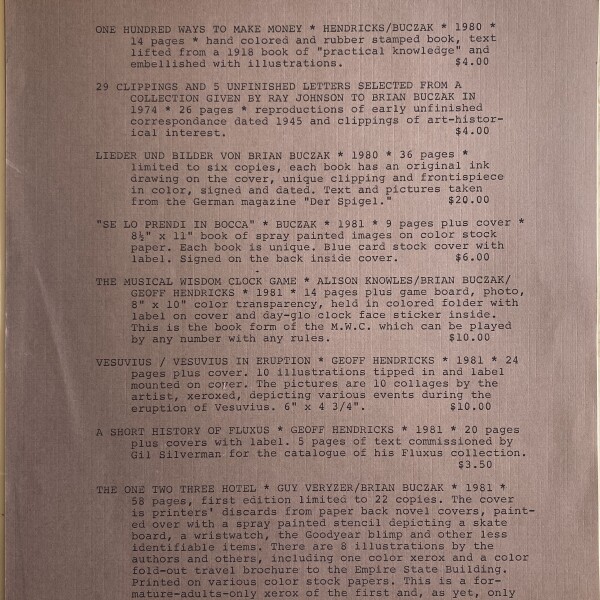 ONE HUNDRED WAYS TO MAKE MONEY * HENDRICKS/BUCZAK * 1980 *
14 pages * hand colored and rubber stamped book, text
lifted from a 1918 book of "practical knowledge" and
embellished with illustrations. $4.00
29 CLIPPINGS AND 5 UNFINISHED LETTERS SELECTED FROM A
COLLECTION GIVEN BY RAY JOHNSON TO BRIAN BUCZAK IN
1974 * 26 pages * reproductions of early unfinished
correspondance dated 1945 and clippings of art-histor-
ical interest. $4.00
LIEDER UND BILDER VON BRIAN BUCZAK * 1980 * 36 pages *
limited to six copies, each book has an original ink
drawing on the cover, unique clipping and frontispiece
in color, signed and dated. Text and pictures taken
from the German magazine "Der Spigel." $20.00
"SE LO PRENDI IN BOCCA" * BUCZAK * 1981 * 9 pages plus cover *
8½" x 11" book of spray painted images on color stock
paper. Each book is unique. Blue card stock cover with
label. Signed on the back inside cover. $6.00
THE MUSICAL WISDOM CLOCK GAME * ALISON KNOWLES/BRIAN BUCZAK/
GEOFF HENDRICKS * 1981 * 14 pages plus game board, photo,
8" x 10" color transparency, held in colored folder with
label on cover and day-glo clock face sticker inside.
This is the book form of the M.W.C. which can be played
by any number with any rules. $10.00
VESUVIUS / VESUVIUS IN ERUPTION * GEOFF HENDRICKS * 1981 * 24
pages plus cover. 10 illustrations tipped in and label
mounted on cover. The pictures are 10 collages by the
artist, xeroxed, depicting various events during the
eruption of Vesuvius. 6" x 4 3/4". $10.00
A SHORT HISTORY OF FLUXUS * GEOFF HENDRICKS * 1981 * 20 pages
plus covers with label. 5 pages of text commissioned by
Gil Silverman for the catalogue of his Fluxus collection.
$3.50
THE ONE TWO THREE HOTEL * GUY VERYZER/BRIAN BUCZAK * 1981 *
58 pages, first edition limited to 22 copies. The cover
is printers' discards from paper back novel covers, paint-
ed over with a spray painted stencil depicting a skate
board, a wristwatch, the Goodyear blimp and other less
identifiable items. There are 8 illustrations by the
authors and others, including one color xerox and a color
fold-out travel brochure to the Empire State Building.
Printed on various color stock papers. This is a for-
mature-adults-only xerox of the first and, as yet, only